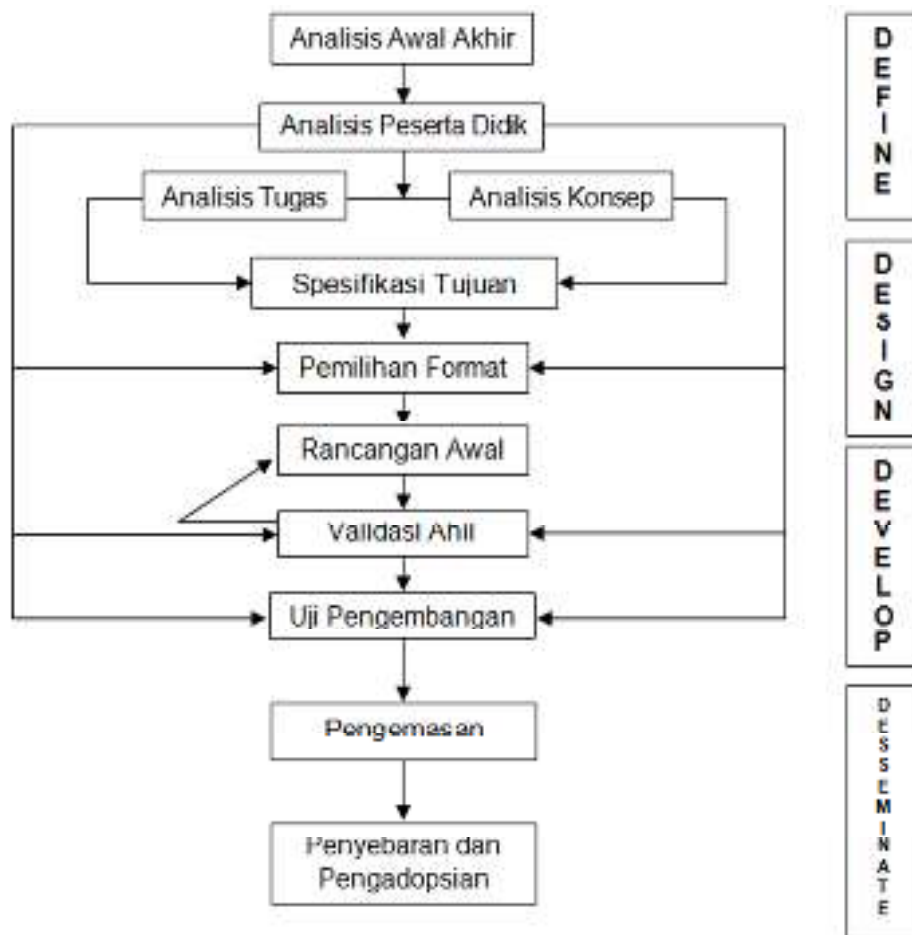 Analisis Awal Akhir
Analisis Peserta Didik
Analisis Tugas
Analisis Konsep
Spesifikasi Tujuan
Pemilihan Format
Rancangan Awal
Validasi Ahli
Uji Pengembangan
Pengemasan
Penyebaran dan
Pengadopsian
DEFINE
DESIGN
DEVELOP
DESSEMINATE